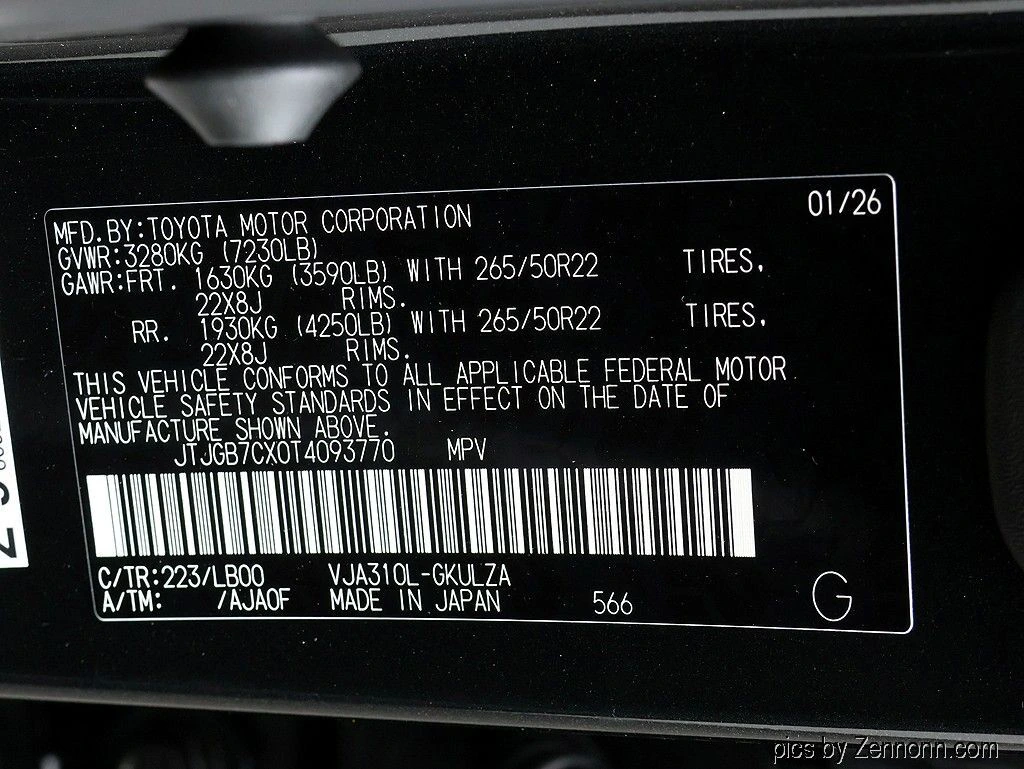 01/26
MFD.BY:TOYOTA MOTOR CORPORATION
GVWR:3280KG (7230LB)
GAWR:FRT. 1630KG (3590LB) WITH 265/50R22 TIRES.
22X8J RIMS.
RR. 1930KG (4250LB) WITH 265/50R22 TIRES.
22X8J RIMS.
THIS VEHICLE CONFORMS TO ALL APPLICABLE FEDERAL MOTOR
VEHICLE SAFETY STANDARDS IN EFFECT ON THE DATE OF
MANUFACTURE SHOWN ABOVE.
JTJGB7CX0T4093770 MPV
C/TR:223/LB00 VJA310L-GKULZA
A/TM: /AJA0F MADE IN JAPAN 566 G
pics by Zennorin.com